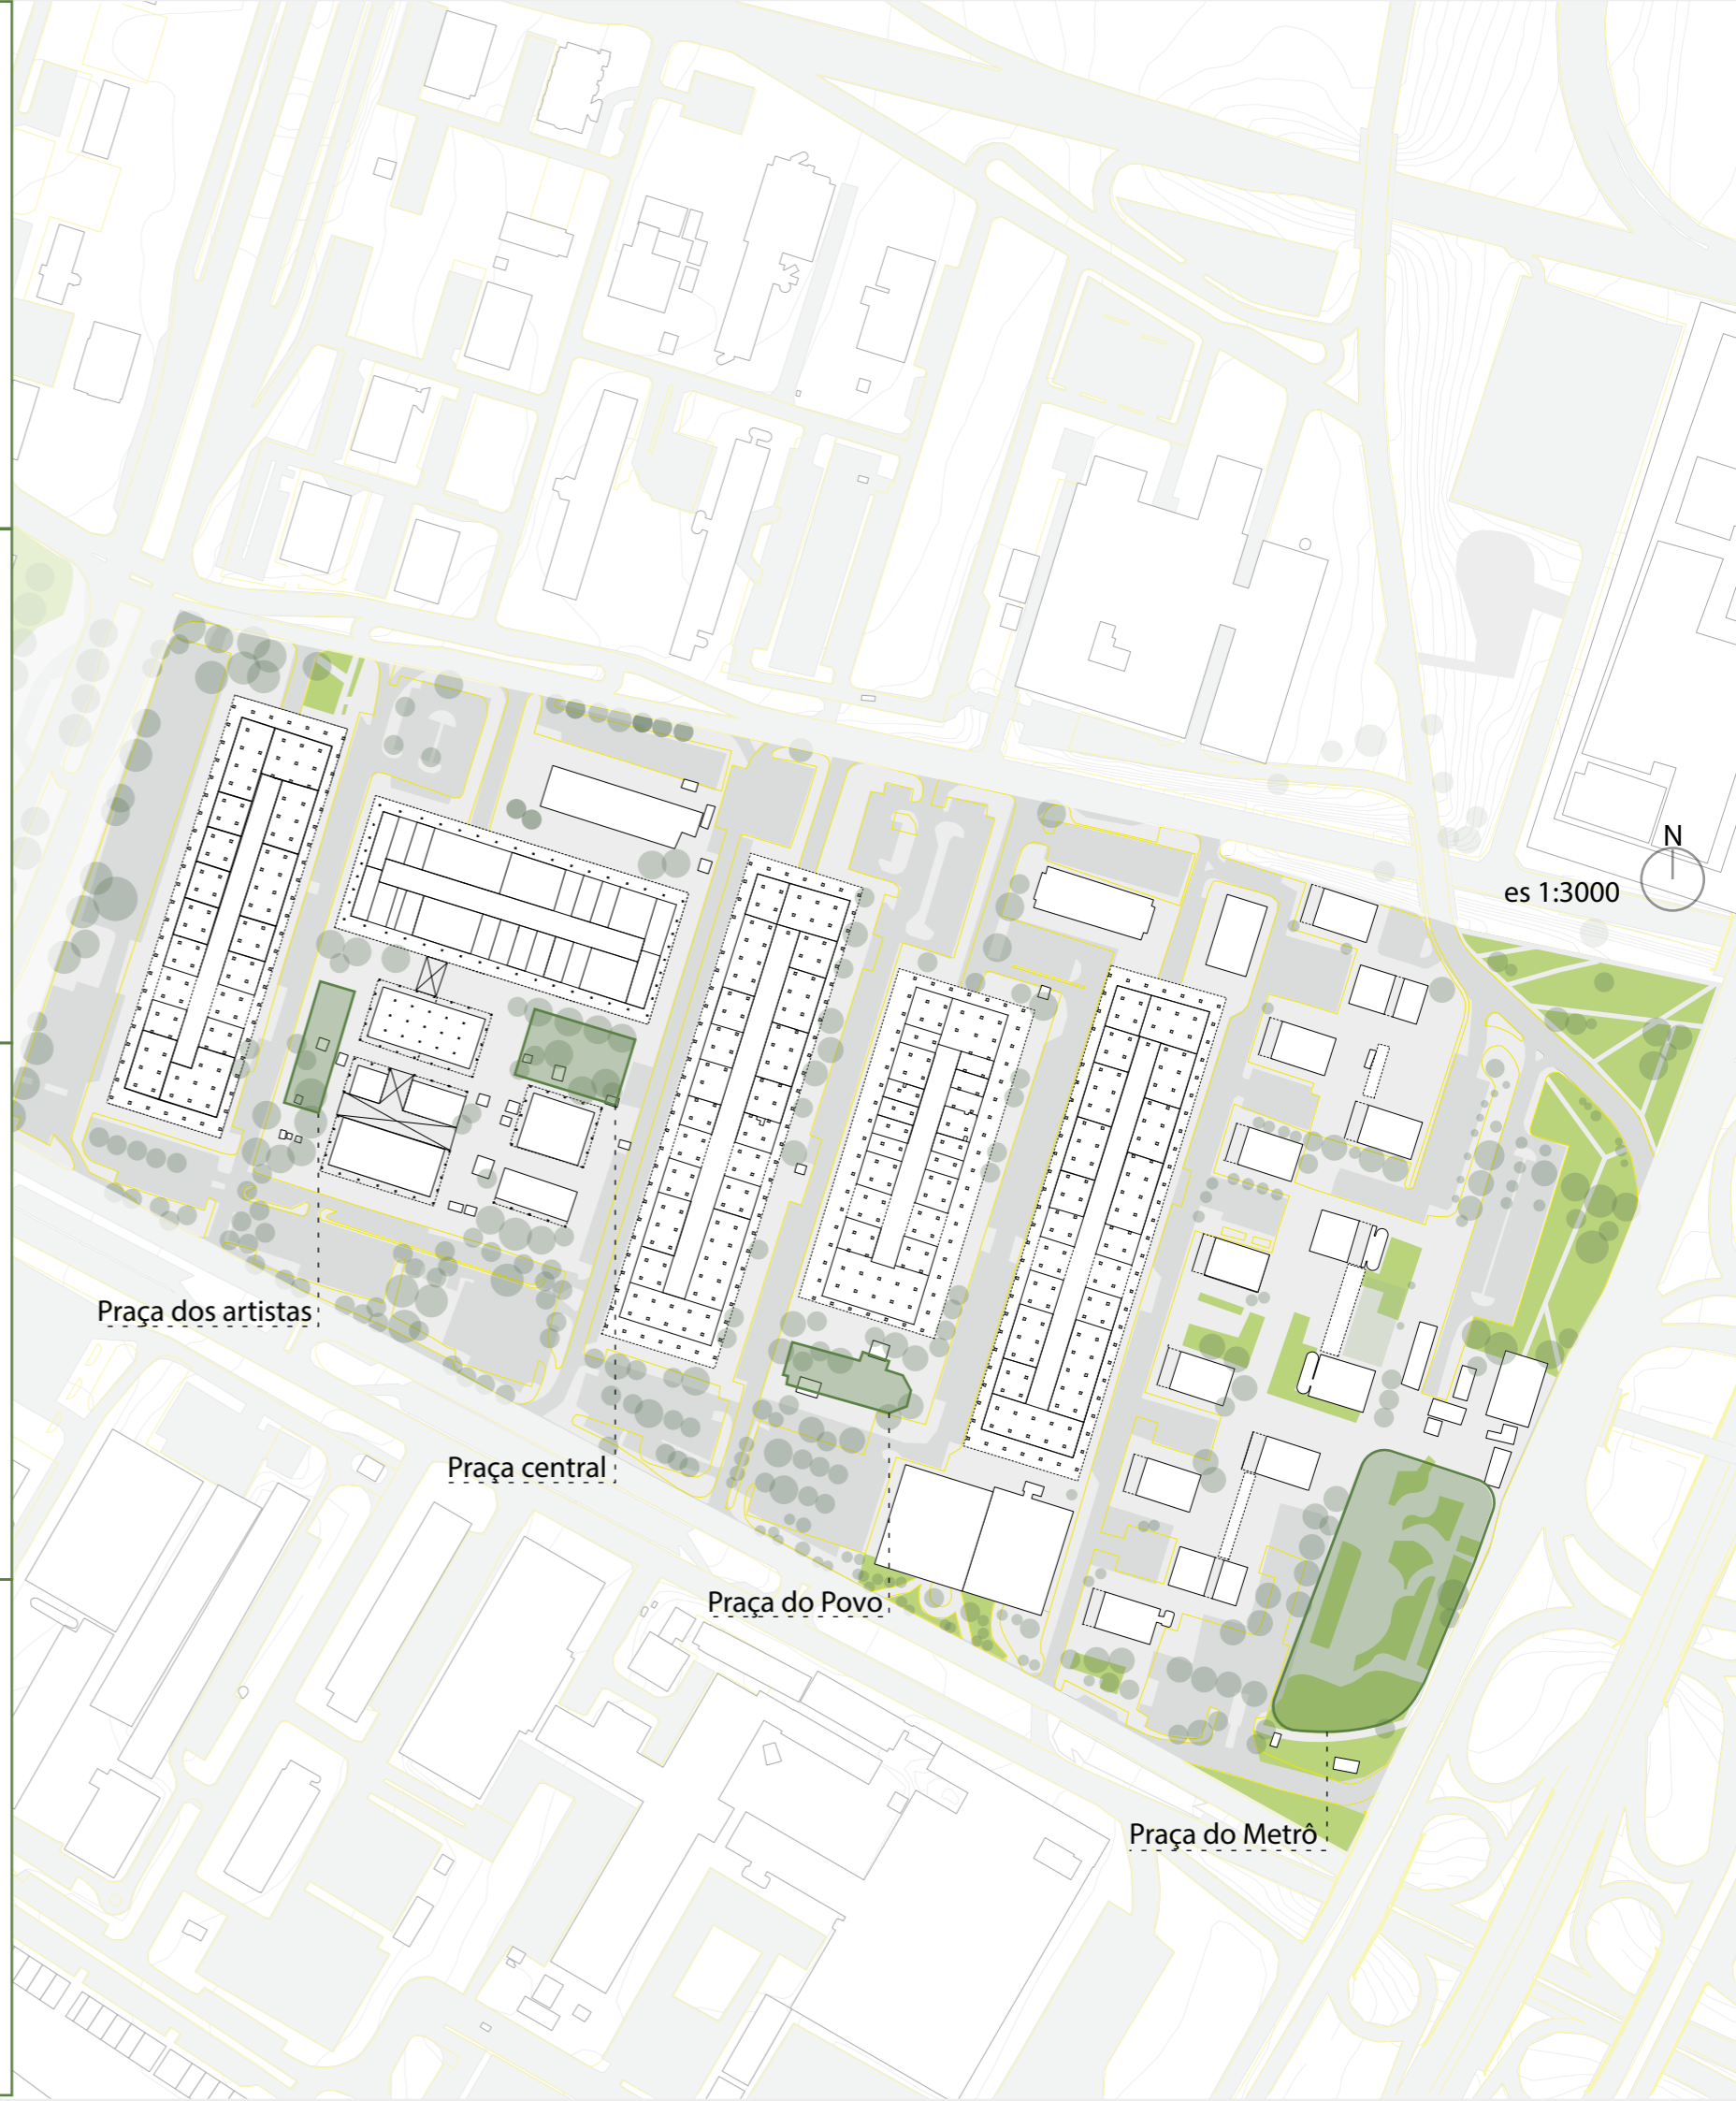 N
es 1:3000
Praça dos artistas
Praça central
Praça do Povo
Praça do Metrô